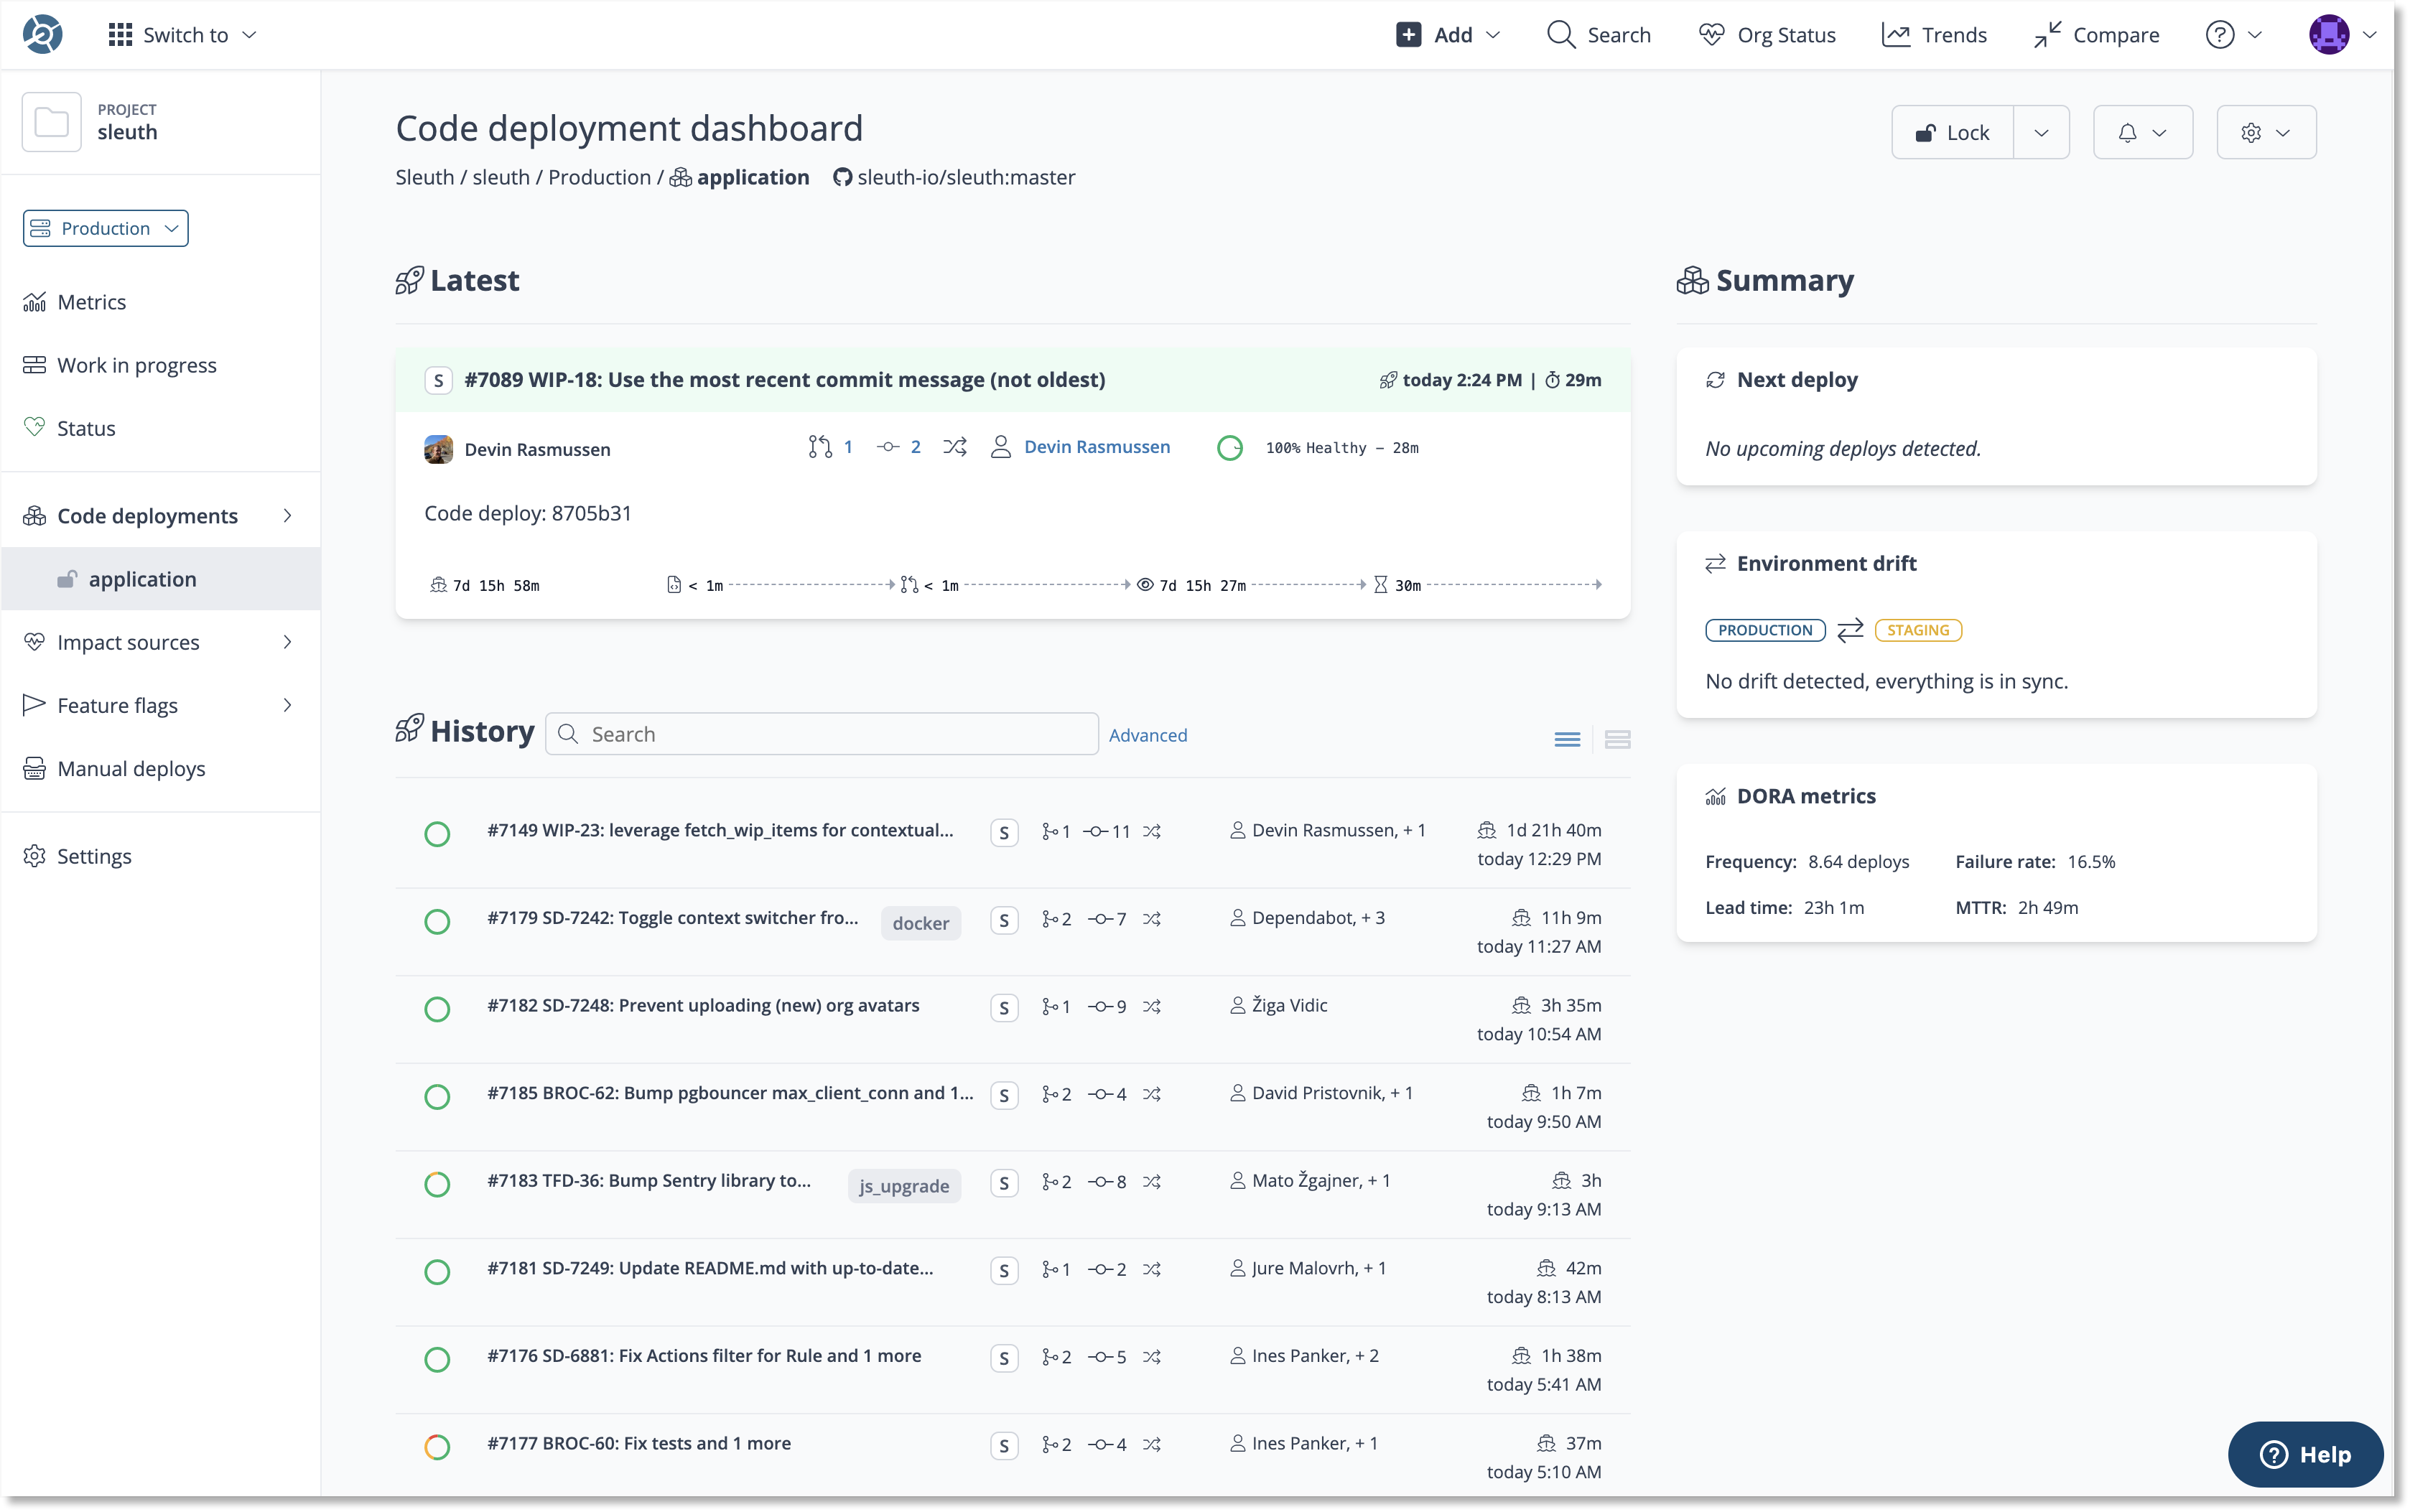 Switch to
Add
Search
Org Status
Trends
Compare
PROJECT
sleuth
Production
Metrics
Work in progress
Status
Code deployments
application
Impact sources
Feature flags
Manual deploys
Settings
Code deployment dashboard
Sleuth / sleuth / Production / application sleuth-io/sleuth:master
Lock
Latest
S #7089 WIP-18: Use the most recent commit message (not oldest) today 2:24 PM | 29m
Devin Rasmussen 1 2 Devin Rasmussen 100% Healthy – 28m
Code deploy: 8705b31
7d 15h 58m < 1m < 1m 7d 15h 27m 30m
History Search Advanced
#7149 WIP-23: leverage fetch_wip_items for contextual... S 1 11 Devin Rasmussen, + 1 1d 21h 40m
today 12:29 PM
#7179 SD-7242: Toggle context switcher fro... docker S 2 7 Dependabot, + 3 11h 9m
today 11:27 AM
#7182 SD-7248: Prevent uploading (new) org avatars S 1 9 Žiga Vidic 3h 35m
today 10:54 AM
#7185 BROC-62: Bump pgbouncer max_client_conn and 1... S 2 4 David Pristovnik, + 1 1h 7m
today 9:50 AM
#7183 TFD-36: Bump Sentry library to... js_upgrade S 2 8 Mato Žgajner, + 1 3h
today 9:13 AM
#7181 SD-7249: Update README.md with up-to-date... S 1 2 Jure Malovrh, + 1 42m
today 8:13 AM
#7176 SD-6881: Fix Actions filter for Rule and 1 more S 2 5 Ines Panker, + 2 1h 38m
today 5:41 AM
#7177 BROC-60: Fix tests and 1 more S 2 4 Ines Panker, + 1 37m
today 5:10 AM
Summary
Next deploy
No upcoming deploys detected.
Environment drift
PRODUCTION STAGING
No drift detected, everything is in sync.
DORA metrics
Frequency: 8.64 deploys Failure rate: 16.5%
Lead time: 23h 1m MTTR: 2h 49m
Help